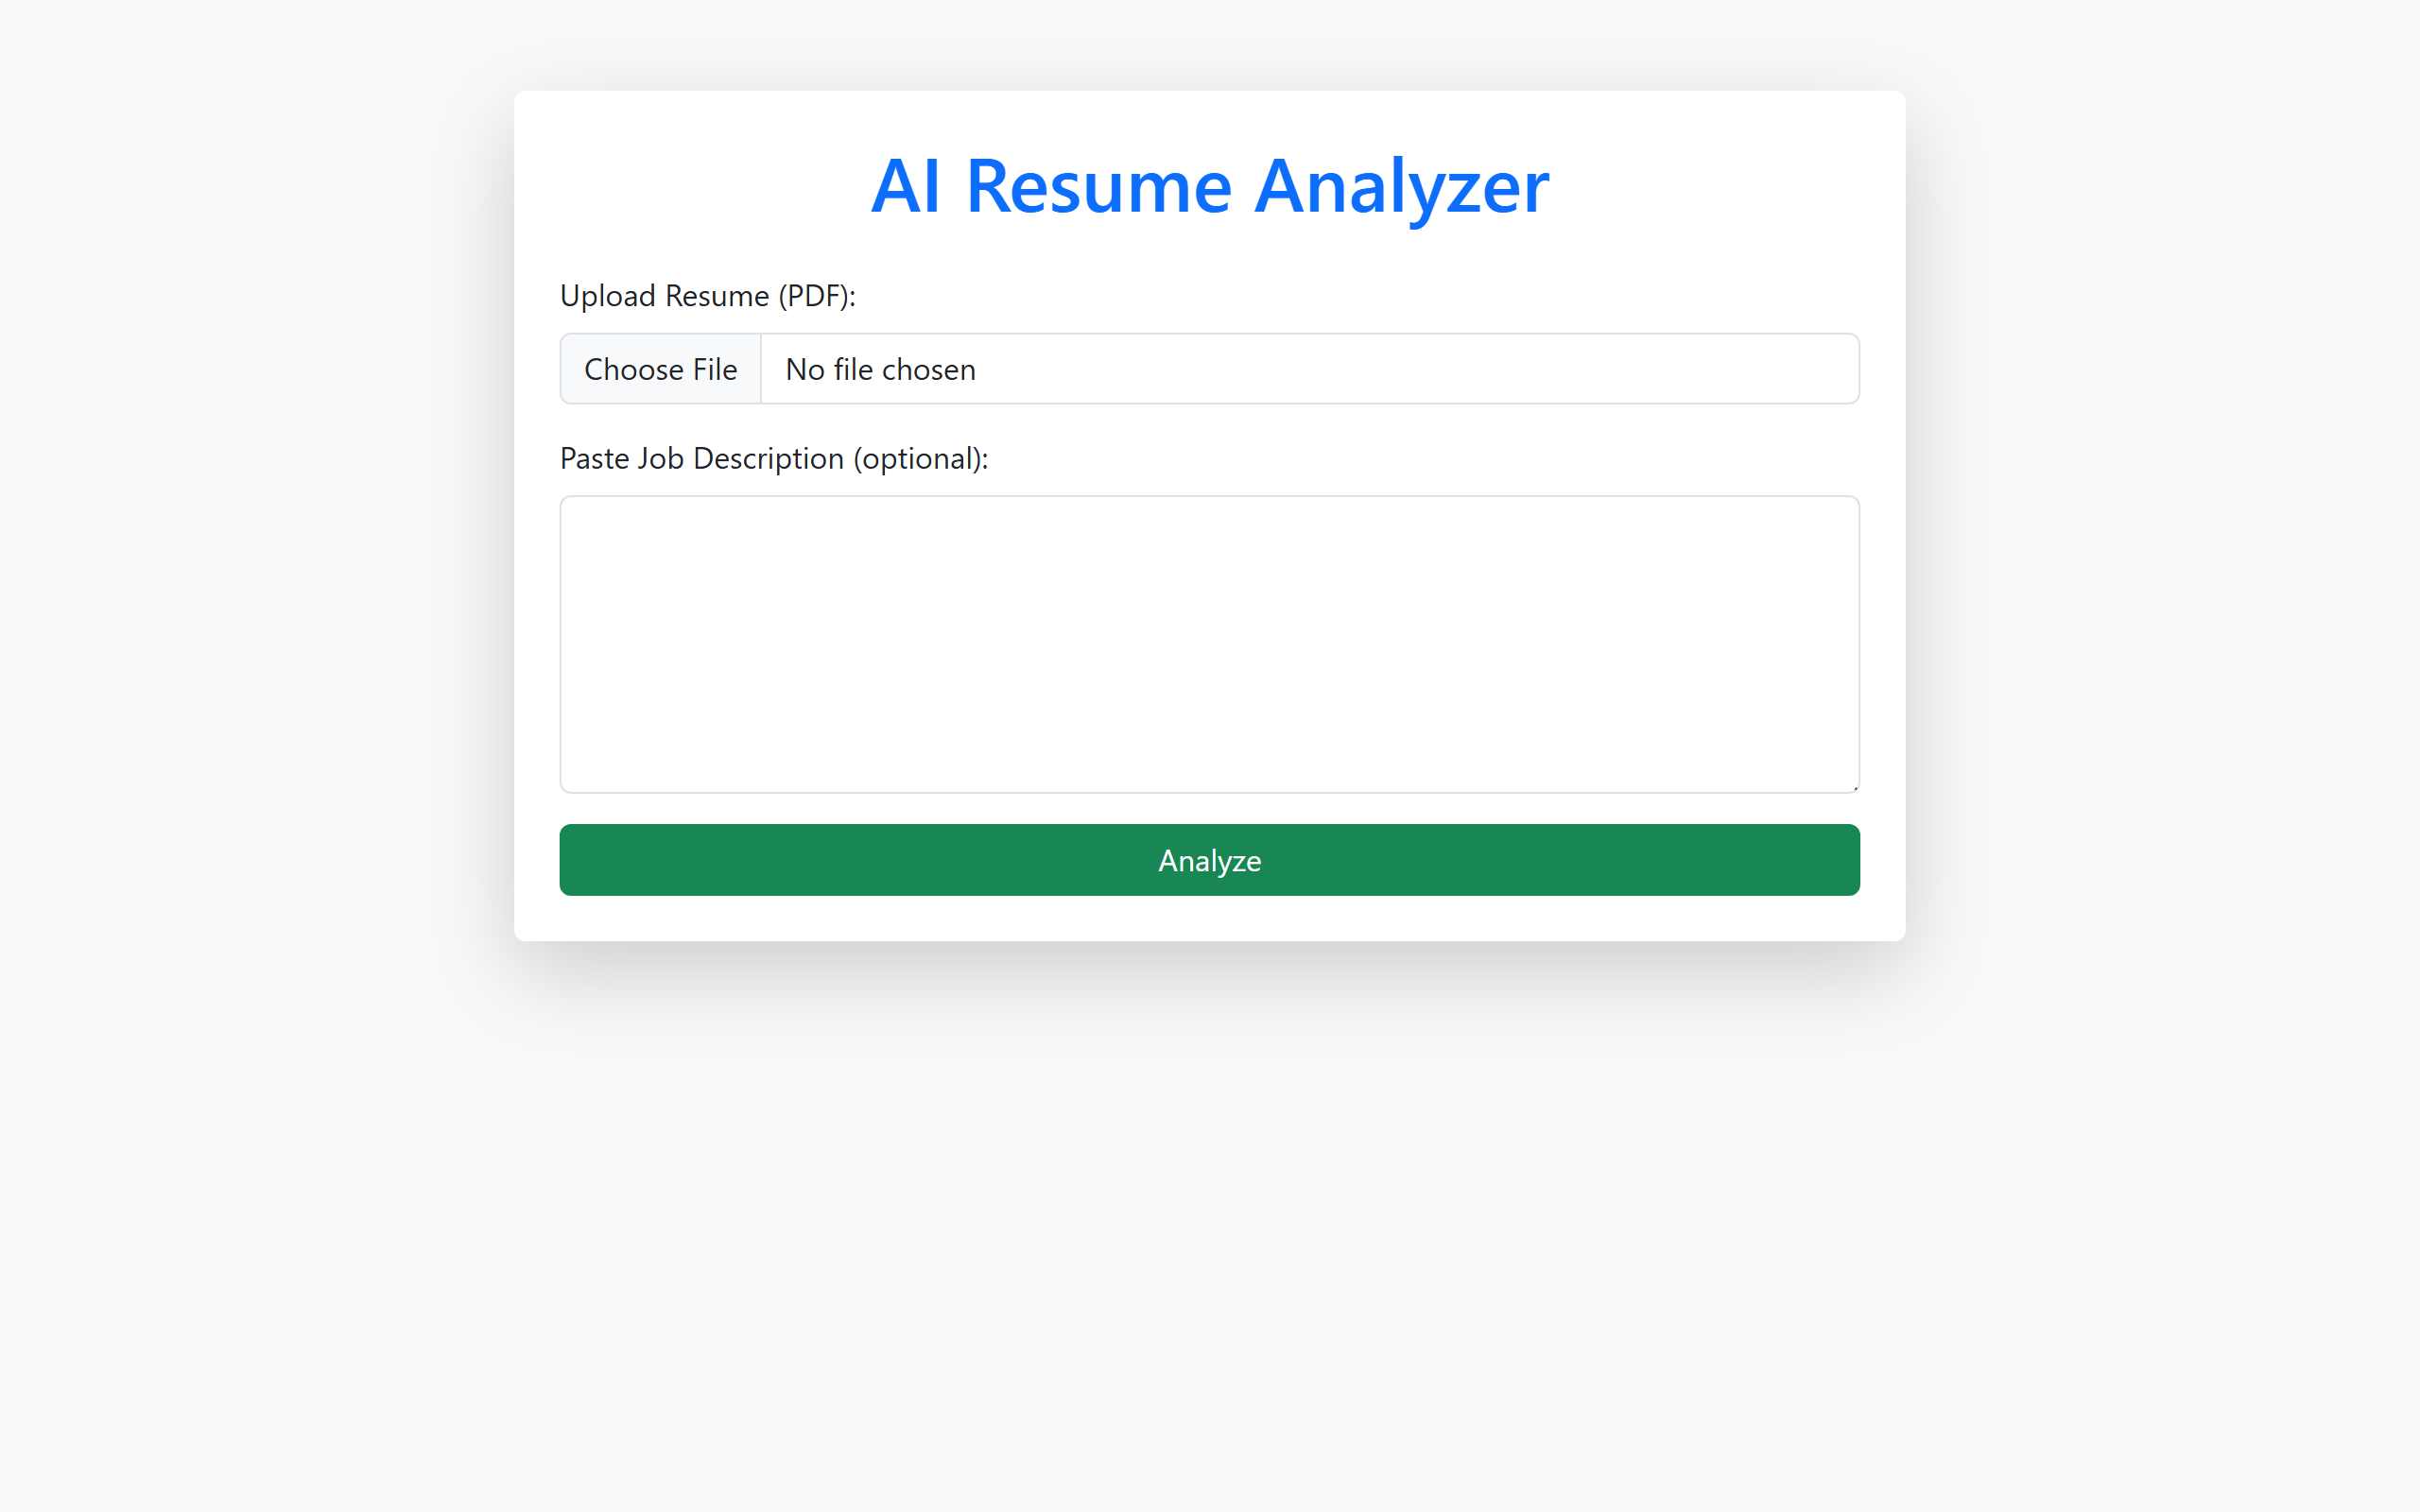 AI Resume Analyzer
Upload Resume (PDF):
Choose File No file chosen
Paste Job Description (optional):
Analyze